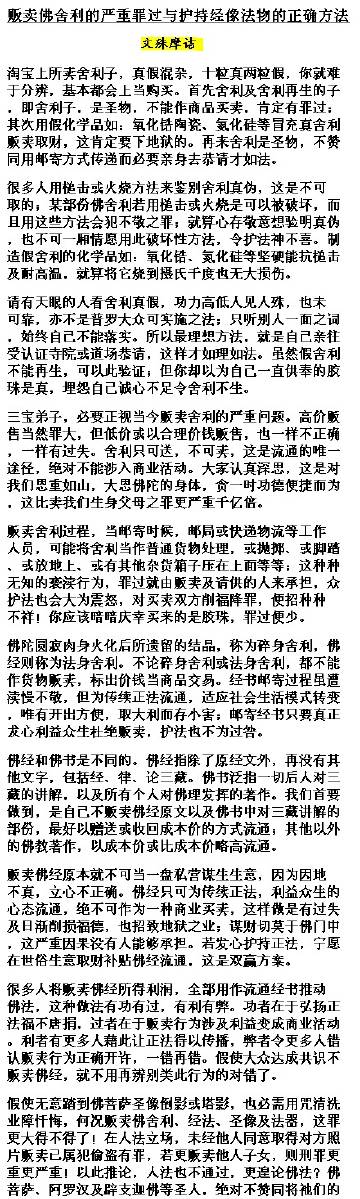 贩卖佛舍利的严重罪过与护持经像法物的正确方法
文殊摩诘
淘宝上所卖舍利子，真假混杂，十粒真两粒假，你就难
于分辨，基本都会上当购买。首先舍利及舍利再生的子
，即舍利子，是圣物，不能作商品买卖，肯定有罪过；
其次用假化学品如：氧化锆陶瓷、氮化硅等冒充真舍利
贩卖取财，这肯定要下地狱的。再来舍利是圣物，不赞
同用邮寄方式传递而必要亲身去恭请才如法。
很多人用槌击或火烧方法来鉴别舍利真伪，这是不可
取的；某部份佛舍利若用槌击或火烧是可以被破坏，而
且用这些方法会犯不敬之罪；就算心存敬意想验明真伪
，也不可一厢情愿用此破坏性方法，令护法神不喜。制
造假舍利的化学品如：氧化锆、氮化硅等坚硬能抗槌击
及耐高温，就算将它烧到摄氏千度也无大损伤。
请有天眼的人看舍利真假，功力高低人见人殊，也未
可靠，亦不是普罗大众可实施之法；只听别人一面之词
，始终自己不能落实。所以最理想方法，就是自己亲往
受认证寺院或道场恭请，这样才如理如法。虽然假舍利
不能再生，可以此验证；但你却以为自己一直供奉的胶
珠是真，埋怨自己诚心不足令舍利不生。
三宝弟子，必要正视当今贩卖舍利的严重问题。高价贩
售当然罪大，但低价或以合理价钱贩售，也一样不正确
，一样有过失。舍利只可送，不可卖，这是流通的唯一
途径，绝对不能涉入商业活动。大家认真深思，这是对
我们恩重如山，大恩佛陀的身体，贪一时功德便捷而为
，这比卖我们生身父母之罪更严重千亿倍。
贩卖舍利过程，当邮寄时候，邮局或快递物流等工作
人员，可能将舍利当作普通货物处理，或抛掷、或脚踏
、或放地上、或有其他杂货箱子压在上面等等；这种种
无知的亵渎行为，罪过就由贩卖及请供的人来承担，众
护法也会大为震怒，对买卖双方削福降罪，使招种种
不祥！你应该暗暗庆幸买来的是胶珠，罪过便少。
佛陀圆寂肉身火化后所遗留的结晶，称为碎身舍利，佛
经则称为法身舍利。不论碎身舍利或法身舍利，都不能
作货物贩卖，标出价钱当商品交易。经书邮寄过程虽遭
渎慢不敬，但为传续正法流通，适应社会生活模式转变
，唯有开出方便，取大利而存小害；邮寄经书只要真正
发心利益众生杜绝贩卖，护法也不为过咎。
佛经和佛书是不同的。佛经指除了原经文外，再没有其
他文字，包括经、律、论三藏。佛书泛指一切后人对三
藏的讲解，以及所有个人对佛理发挥的著作。我们首要
做到，是自己不贩卖佛经原文以及佛书中对三藏讲解的
部份，最好以赠送或收回成本价的方式流通；其他以外
的佛教著作，以成本价或比成本价略高流通。
贩卖佛经原本就不可当一盘私营谋生生意，因为因地
不真，立心不正确。佛经只可为传续正法，利益众生的
心态流通，绝不可作为一种商业买卖，这样做是有过失
及日渐削损福德，也招致地狱之业；谋财切莫于佛门中
，这严重因果没有人能够承担。若发心护持正法，宁愿
在世俗生意取财补贴佛经流通，这是双赢方案。
很多人将贩卖佛经所得利润，全部用作流通经书推动
佛法，这种做法有功有过，有利有弊。功者在于弘扬正
法福不唐捐，过者在于贩卖行为涉及利益变成商业活动
。利者有更多人藉此让正法得以传播，弊者令更多人错
认贩卖行为正确开许，一错再错。假使大众达成共识不
贩卖佛经，就不用再辨别类此行为的对错了。
假使无意踏到佛菩萨圣像倒影或塔影，也必需用咒清洗
业障忏悔，何况贩卖佛舍利、经法、圣像及法器，这罪
更大得不得了！在人法立场，未经他人同意取得对方照
片贩卖已属犯偷盗有罪，若更贩卖他人子女，则刑罪更
重更严重！以此推论，人法也不通过，更遑论佛法？佛
菩萨、阿罗汉及辟支迦佛等圣人，绝对不赞同将祂们的